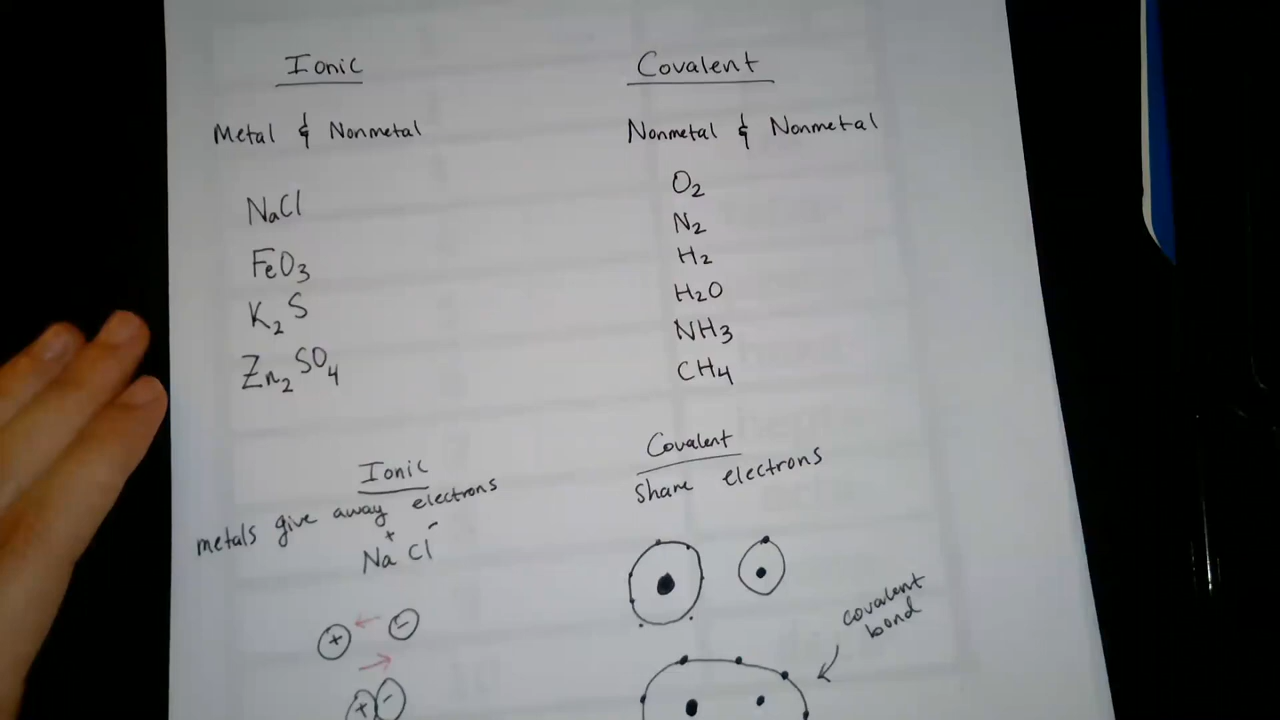 Ionic
Metal & Nonmetal
NaCl
FeO₃
K₂S
Zn₂SO₄
Covalent
Nonmetal & Nonmetal
O₂
N₂
H₂
H₂O
NH₃
CH₄
Ionic
metals give away electrons
Na⁺Cl⁻
+ −
+ −
Covalent
Share electrons
covalent
bond